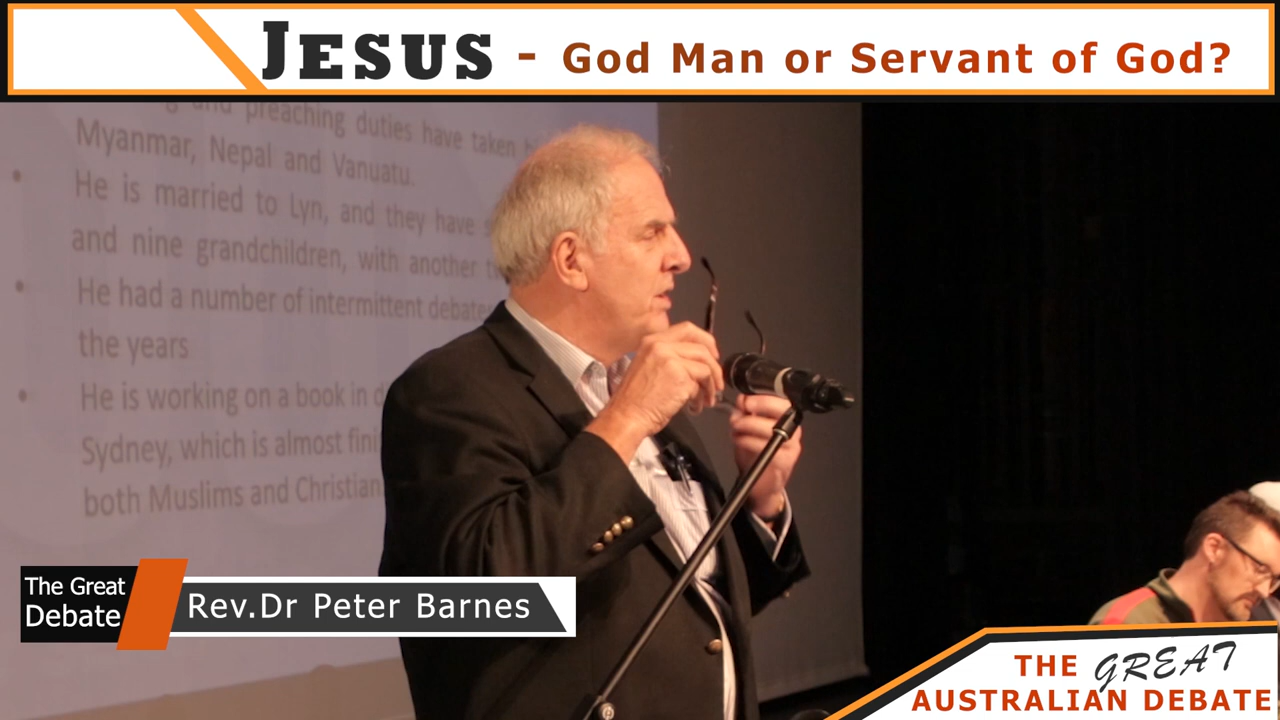 JESUS - God Man or Servant of God?
and preaching duties have taken
Myanmar, Nepal and Vanuatu.
He is married to Lyn, and they have
and nine grandchildren, with another
He had a number of intermittent debates
the years
He is working on a book in
Sydney, which is almost
both Muslims and Christian
The Great
Debate
Rev.Dr Peter Barnes
THE GREAT
AUSTRALIAN DEBATE